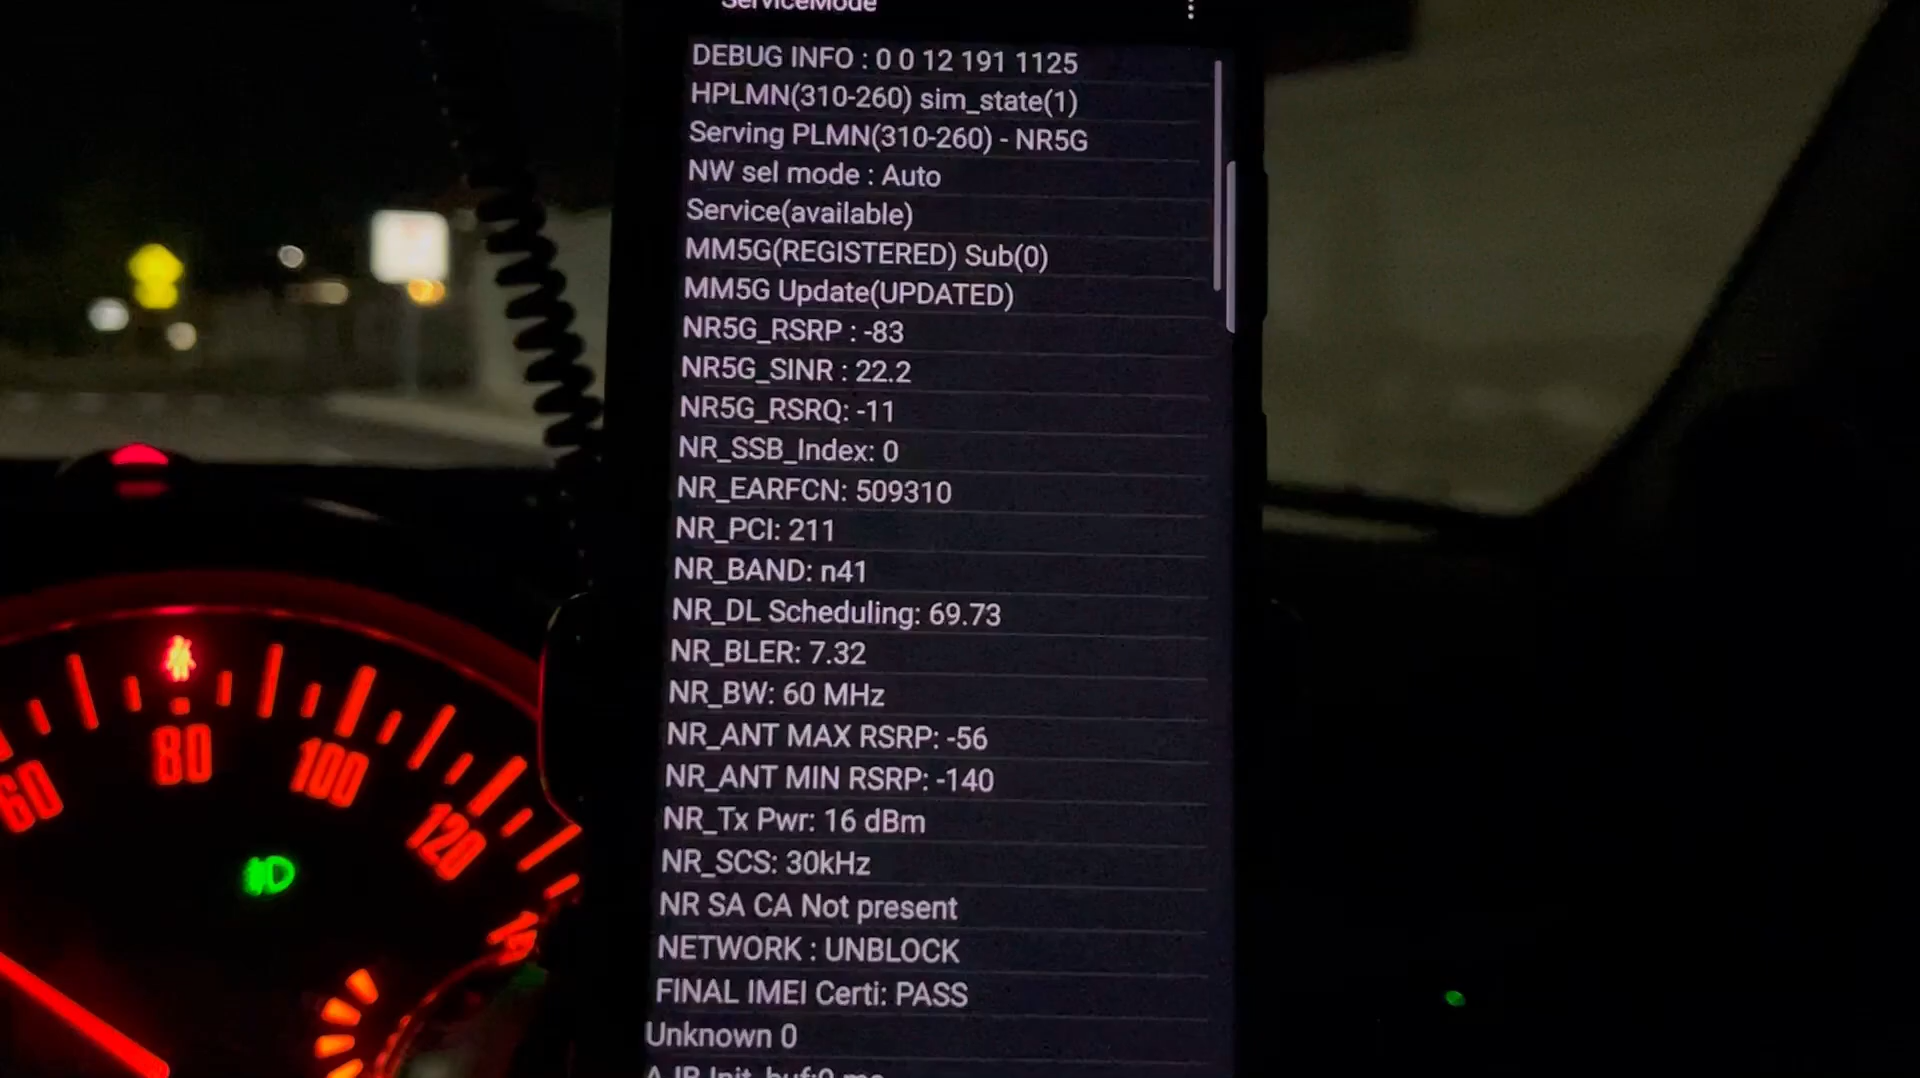 ServiceMode
DEBUG INFO : 0 0 12 191 1125
HPLMN(310-260) sim_state(1)
Serving PLMN(310-260) - NR5G
NW sel mode : Auto
Service(available)
MM5G(REGISTERED) Sub(0)
MM5G Update(UPDATED)
NR5G_RSRP : -83
NR5G_SINR : 22.2
NR5G_RSRQ: -11
NR_SSB_Index: 0
NR_EARFCN: 509310
NR_PCI: 211
NR_BAND: n41
NR_DL Scheduling: 69.73
NR_BLER: 7.32
NR_BW: 60 MHz
NR_ANT MAX RSRP: -56
NR_ANT MIN RSRP: -140
NR_Tx Pwr: 16 dBm
NR_SCS: 30kHz
NR SA CA Not present
NETWORK : UNBLOCK
FINAL IMEI Certi: PASS
Unknown 0
60
80
100
120